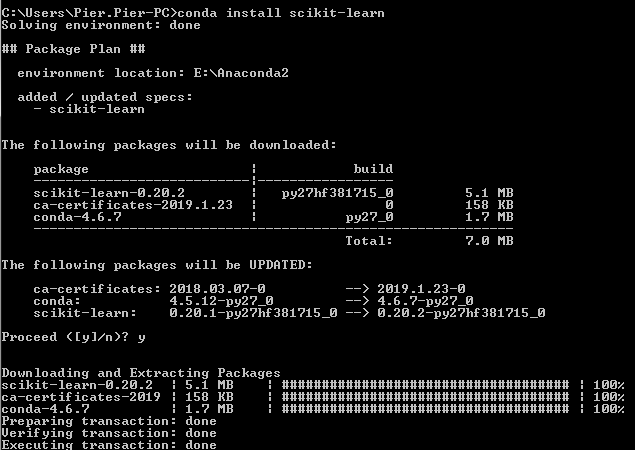 C:\Users\Pier.Pier-PC>conda install scikit-learn
Solving environment: done
## Package Plan ##
environment location: E:\Anaconda2
added / updated specs:
- scikit-learn
The following packages will be downloaded:
package | build
---------------------------|-----------------
scikit-learn-0.20.2 | py27hf381715_0 5.1 MB
ca-certificates-2019.1.23 | 0 158 KB
conda-4.6.7 | py27_0 1.7 MB
------------------------------------------------------------
Total: 7.0 MB
The following packages will be UPDATED:
ca-certificates: 2018.03.07-0 --> 2019.1.23-0
conda: 4.5.12-py27_0 --> 4.6.7-py27_0
scikit-learn: 0.20.1-py27hf381715_0 --> 0.20.2-py27hf381715_0
Proceed ([y]/n)? y
Downloading and Extracting Packages
scikit-learn-0.20.2 | 5.1 MB | #################################### | 100%
ca-certificates-2019 | 158 KB | #################################### | 100%
conda-4.6.7 | 1.7 MB | #################################### | 100%
Preparing transaction: done
Verifying transaction: done
Executing transaction: done